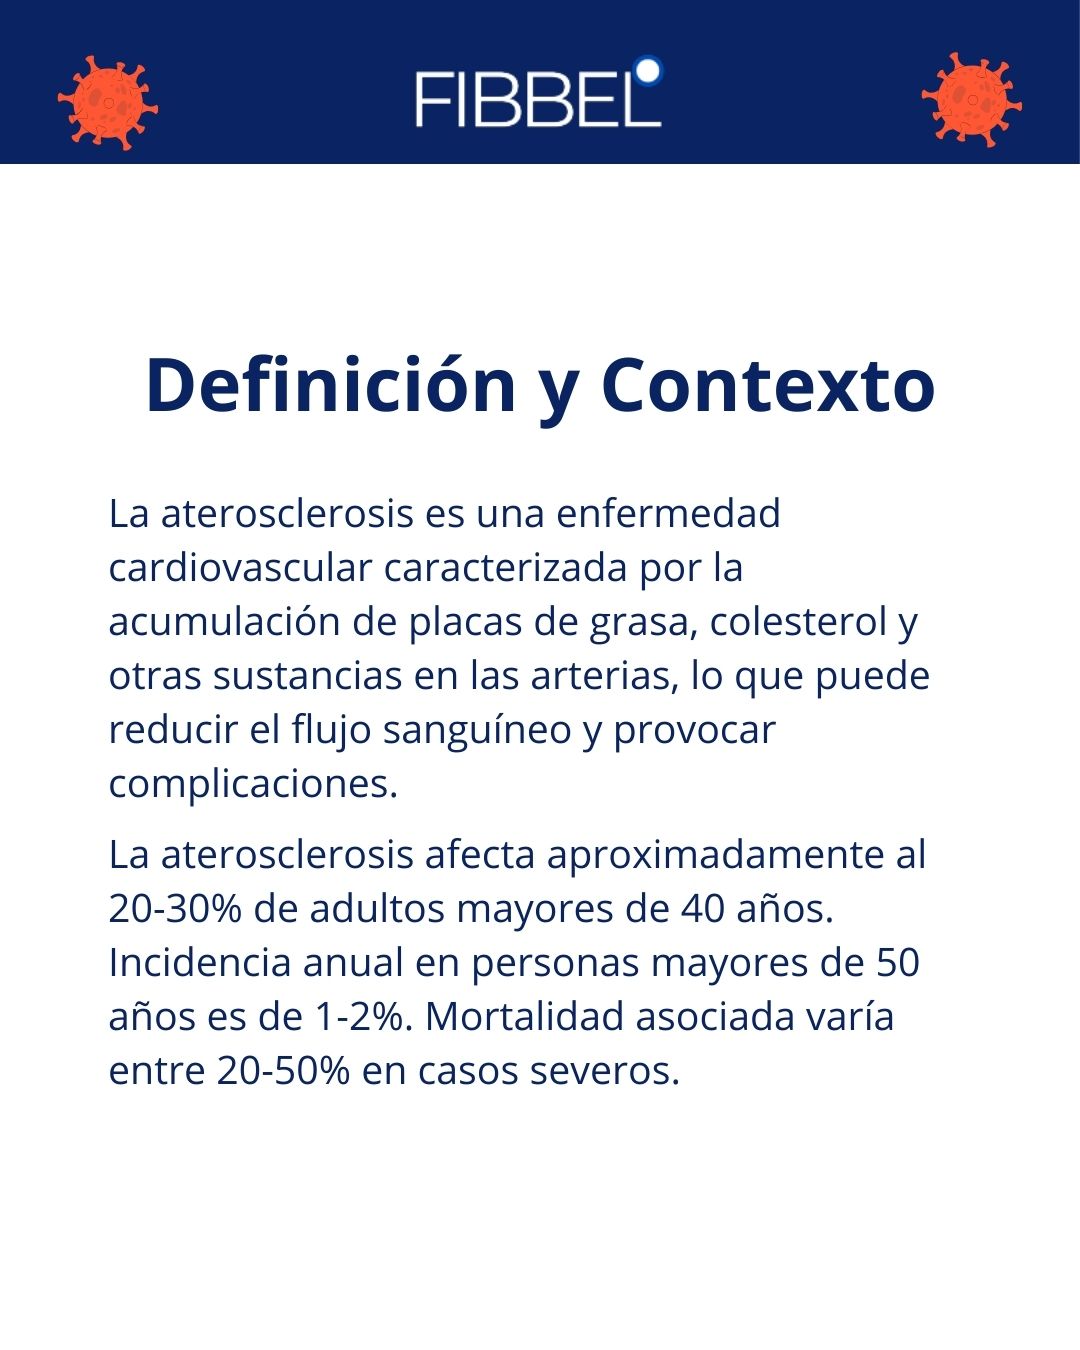 FIBBEL
Definición y Contexto
La aterosclerosis es una enfermedad
cardiovascular caracterizada por la
acumulación de placas de grasa, colesterol y
otras sustancias en las arterias, lo que puede
reducir el flujo sanguíneo y provocar
complicaciones.
La aterosclerosis afecta aproximadamente al
20-30% de adultos mayores de 40 años.
Incidencia anual en personas mayores de 50
años es de 1-2%. Mortalidad asociada varía
entre 20-50% en casos severos.